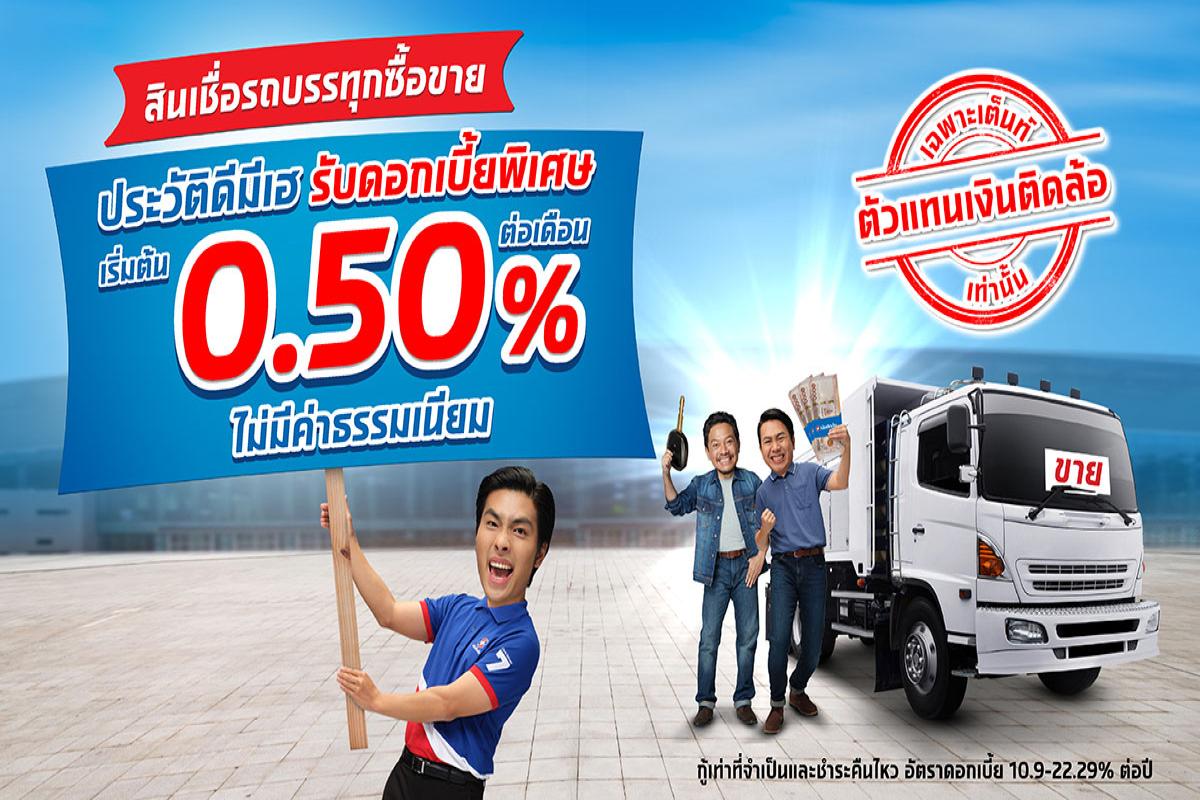 สินเชื่อรถบรรทุกซื้อขาย
ประวัติดีมีเฮ รับดอกเบี้ยพิเศษ
เริ่มต้น 0.50% ต่อเดือน
ไม่มีค่าธรรมเนียม
เฉพาะเต็นท์
ตัวแทนเงินติดล้อ
เท่านั้น
ขาย
7
กู้เท่าที่จำเป็นและชำระคืนไหว อัตราดอกเบี้ย 10.9-22.29% ต่อปี